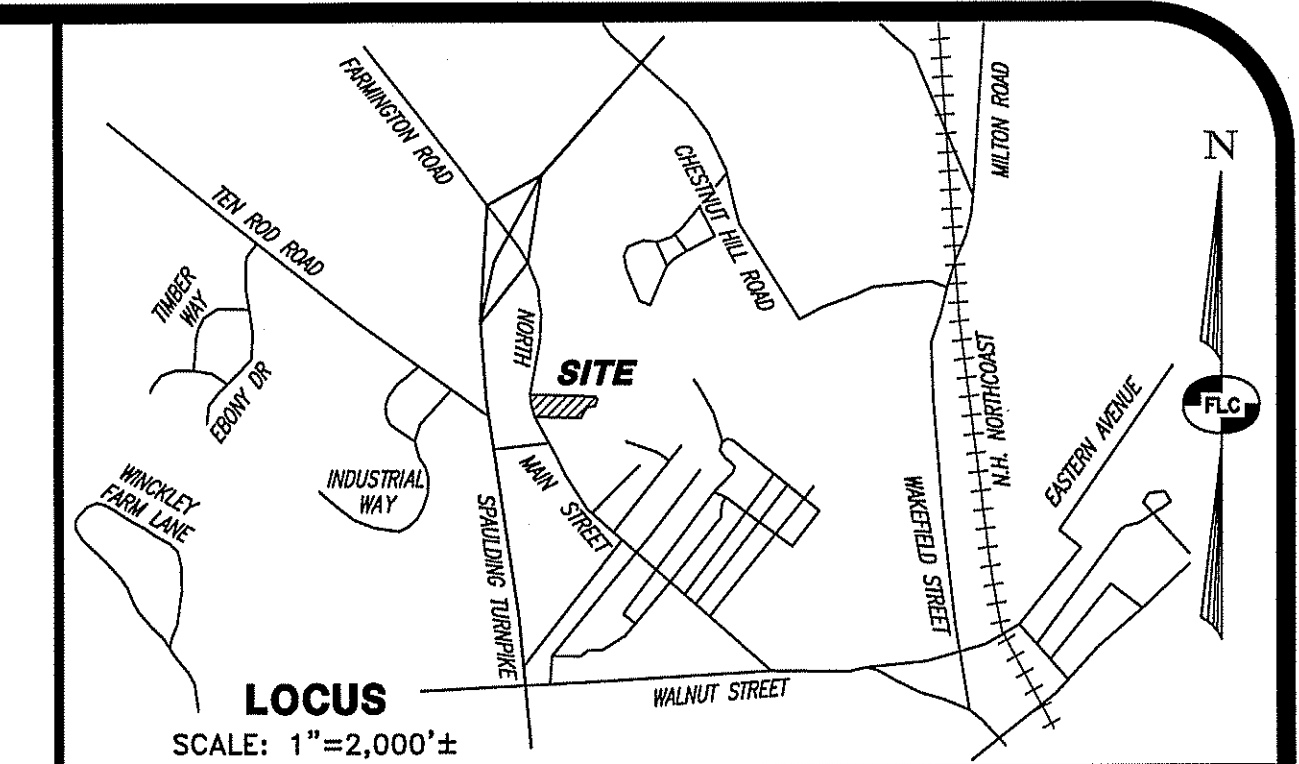 FARMINGTON ROAD
MILTON ROAD
N
CHESTNUT HILL ROAD
TEN ROD ROAD
TIMBER
WAY
NORTH
SITE
EBONY DR
FLC
N.H. NORTHCOAST
EASTERN AVENUE
WINCKLEY
FARM LANE
INDUSTRIAL
WAY
MAIN
STREET
SPAULDING TURNPIKE
WAKEFIELD STREET
WALNUT STREET
LOCUS
SCALE: 1"=2,000'±